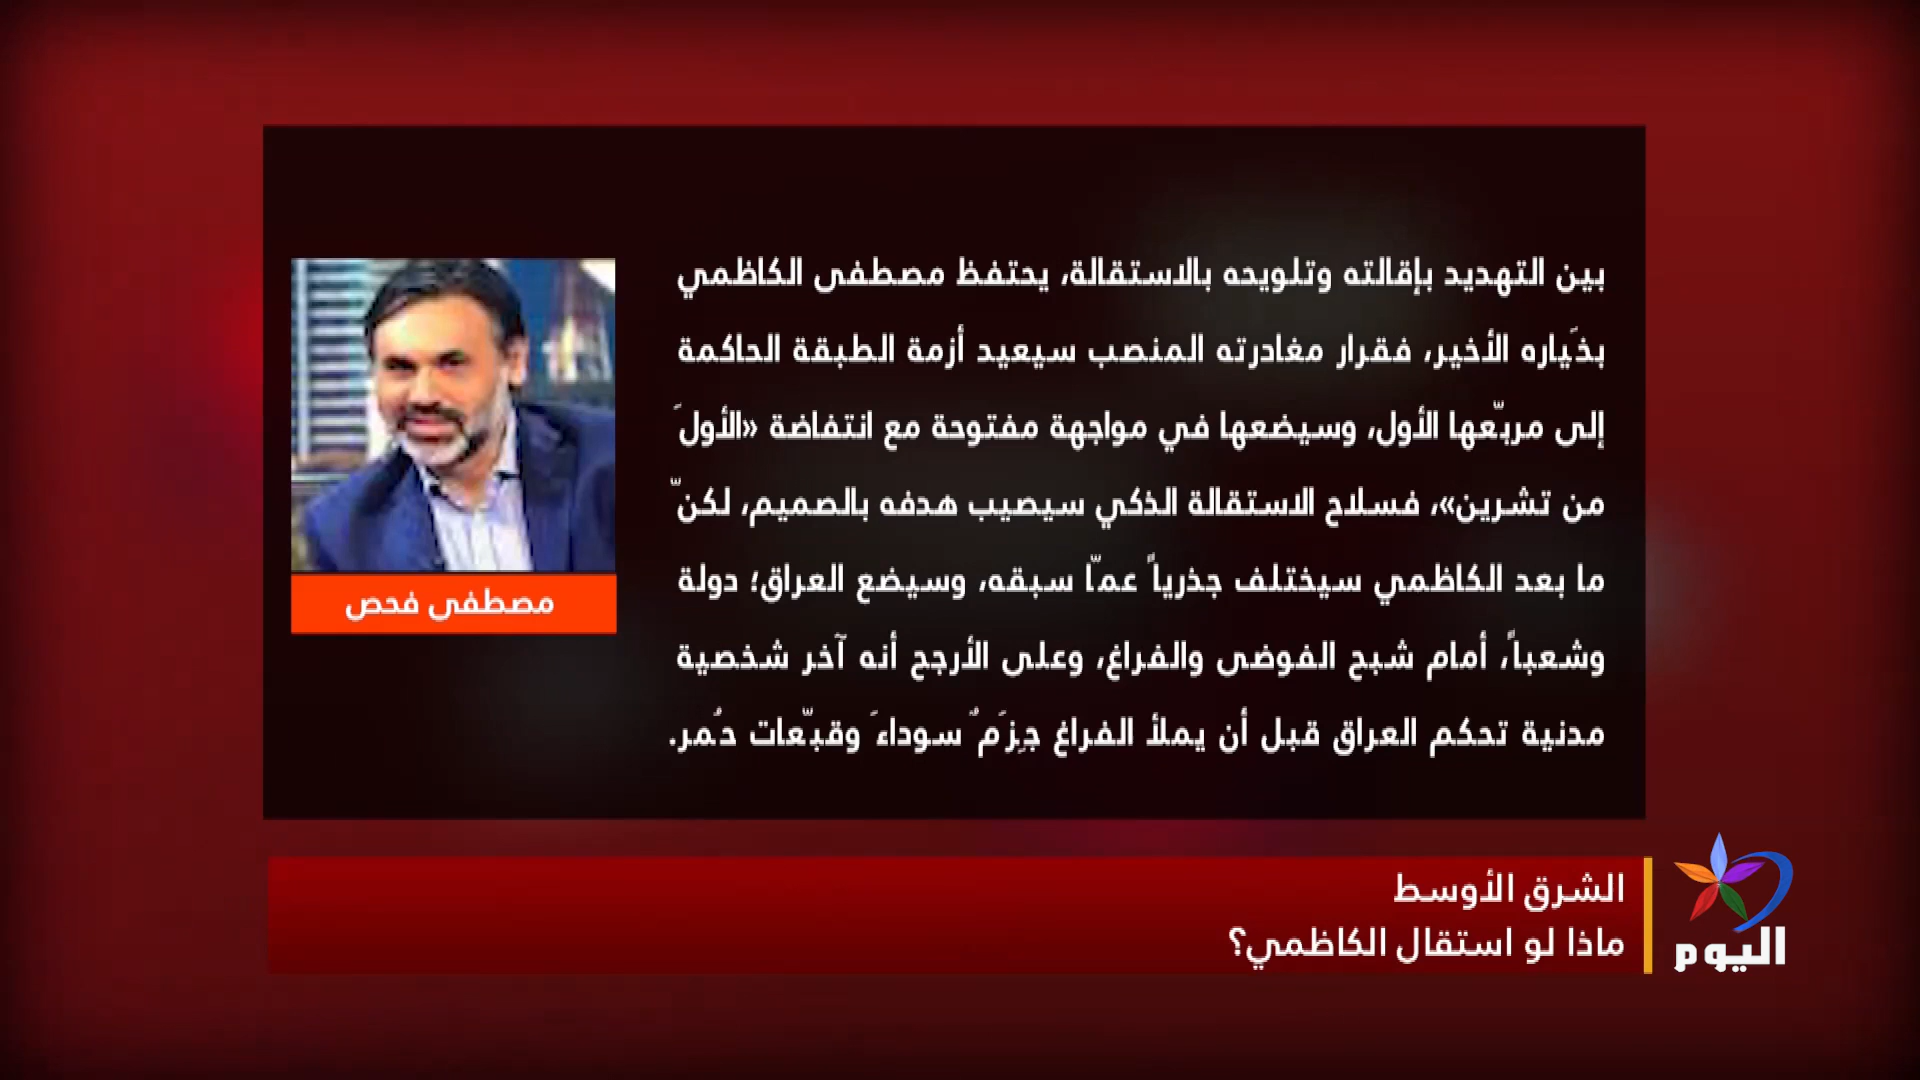 بين التهديد بإقالته وتلويحه بالاستقالة، يحتفظ مصطفى الكاظمي
بخَياره الأخير، فقرار مغادرته المنصب سيعيد أزمة الطبقة الحاكمة
إلى مربّعها الأول، وسيضعها في مواجهة مفتوحة مع انتفاضة «الأولَ
من تشرين»، فسلاح الاستقالة الذكي سيصيب هدفه بالصميم، لكنّ
ما بعد الكاظمي سيختلف جذرياً عمّا سبقه، وسيضع العراق؛ دولة
وشعباً، أمام شبح الفوضى والفراغ، وعلى الأرجح أنه آخر شخصية
مدنية تحكم العراق قبل أن يملأ الفراغ جِزَمٌ سوداءَ وقبّعات حُمر.
مصطفى فحص
الشرق الأوسط
ماذا لو استقال الكاظمي؟
اليوم